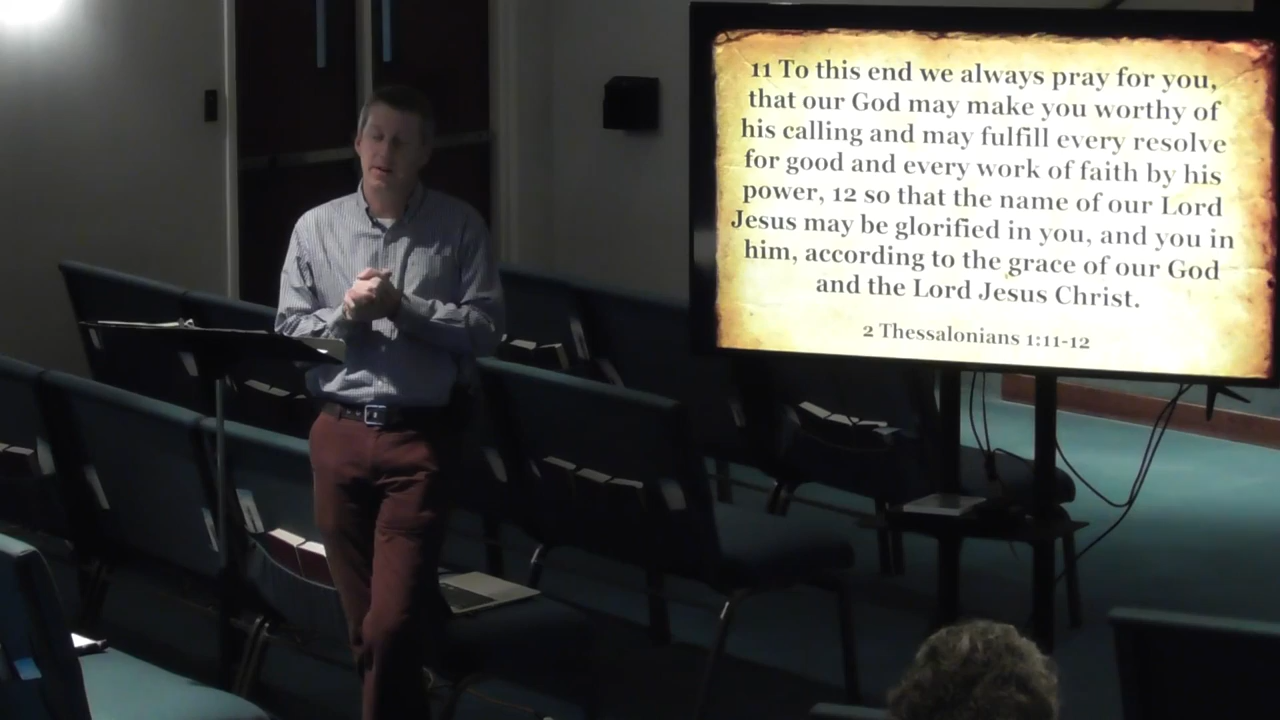 11 To this end we always pray for you,
that our God may make you worthy of
his calling and may fulfill every resolve
for good and every work of faith by his
power, 12 so that the name of our Lord
Jesus may be glorified in you, and you in
him, according to the grace of our God
and the Lord Jesus Christ.
2 Thessalonians 1:11-12